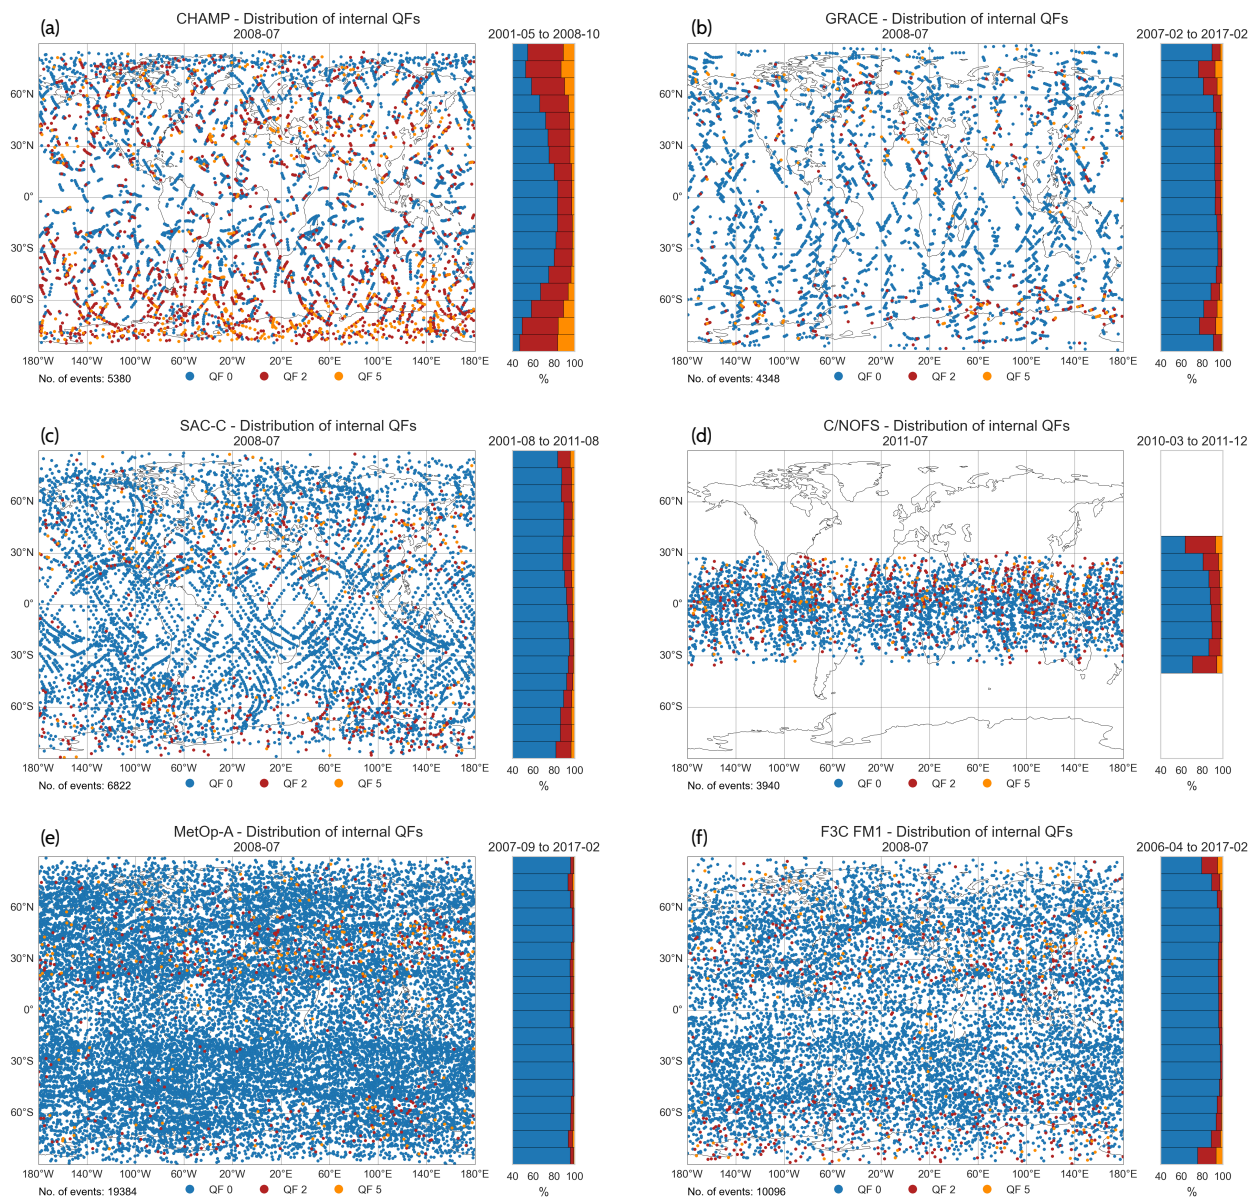 (a) CHAMP - Distribution of internal QFs
2008-07 2001-05 to 2008-10
60°N
30°N
0°
30°S
60°S
180°W 140°W 100°W 60°W 20°W 20°E 60°E 100°E 140°E 180°E 40 60 80 100
No. of events: 5380 QF 0 QF 2 QF 5 %
(b) GRACE - Distribution of internal QFs
2008-07 2007-02 to 2017-02
60°N
30°N
0°
30°S
60°S
180°W 140°W 100°W 60°W 20°W 20°E 60°E 100°E 140°E 180°E 40 60 80 100
No. of events: 4348 QF 0 QF 2 QF 5 %
(c) SAC-C - Distribution of internal QFs
2008-07 2001-08 to 2011-08
60°N
30°N
0°
30°S
60°S
180°W 140°W 100°W 60°W 20°W 20°E 60°E 100°E 140°E 180°E 40 60 80 100
No. of events: 6822 QF 0 QF 2 QF 5 %
(d) C/NOFS - Distribution of internal QFs
2011-07 2010-03 to 2011-12
60°N
30°N
0°
30°S
60°S
180°W 140°W 100°W 60°W 20°W 20°E 60°E 100°E 140°E 180°E 40 60 80 100
No. of events: 3940 QF 0 QF 2 QF 5 %
(e) MetOp-A - Distribution of internal QFs
2008-07 2007-09 to 2017-02
60°N
30°N
0°
30°S
60°S
180°W 140°W 100°W 60°W 20°W 20°E 60°E 100°E 140°E 180°E 40 60 80 100
No. of events: 19384 QF 0 QF 2 QF 5 %
(f) F3C FM1 - Distribution of internal QFs
2008-07 2006-04 to 2017-02
60°N
30°N
0°
30°S
60°S
180°W 140°W 100°W 60°W 20°W 20°E 60°E 100°E 140°E 180°E 40 60 80 100
No. of events: 10096 QF 0 QF 2 QF 5 %